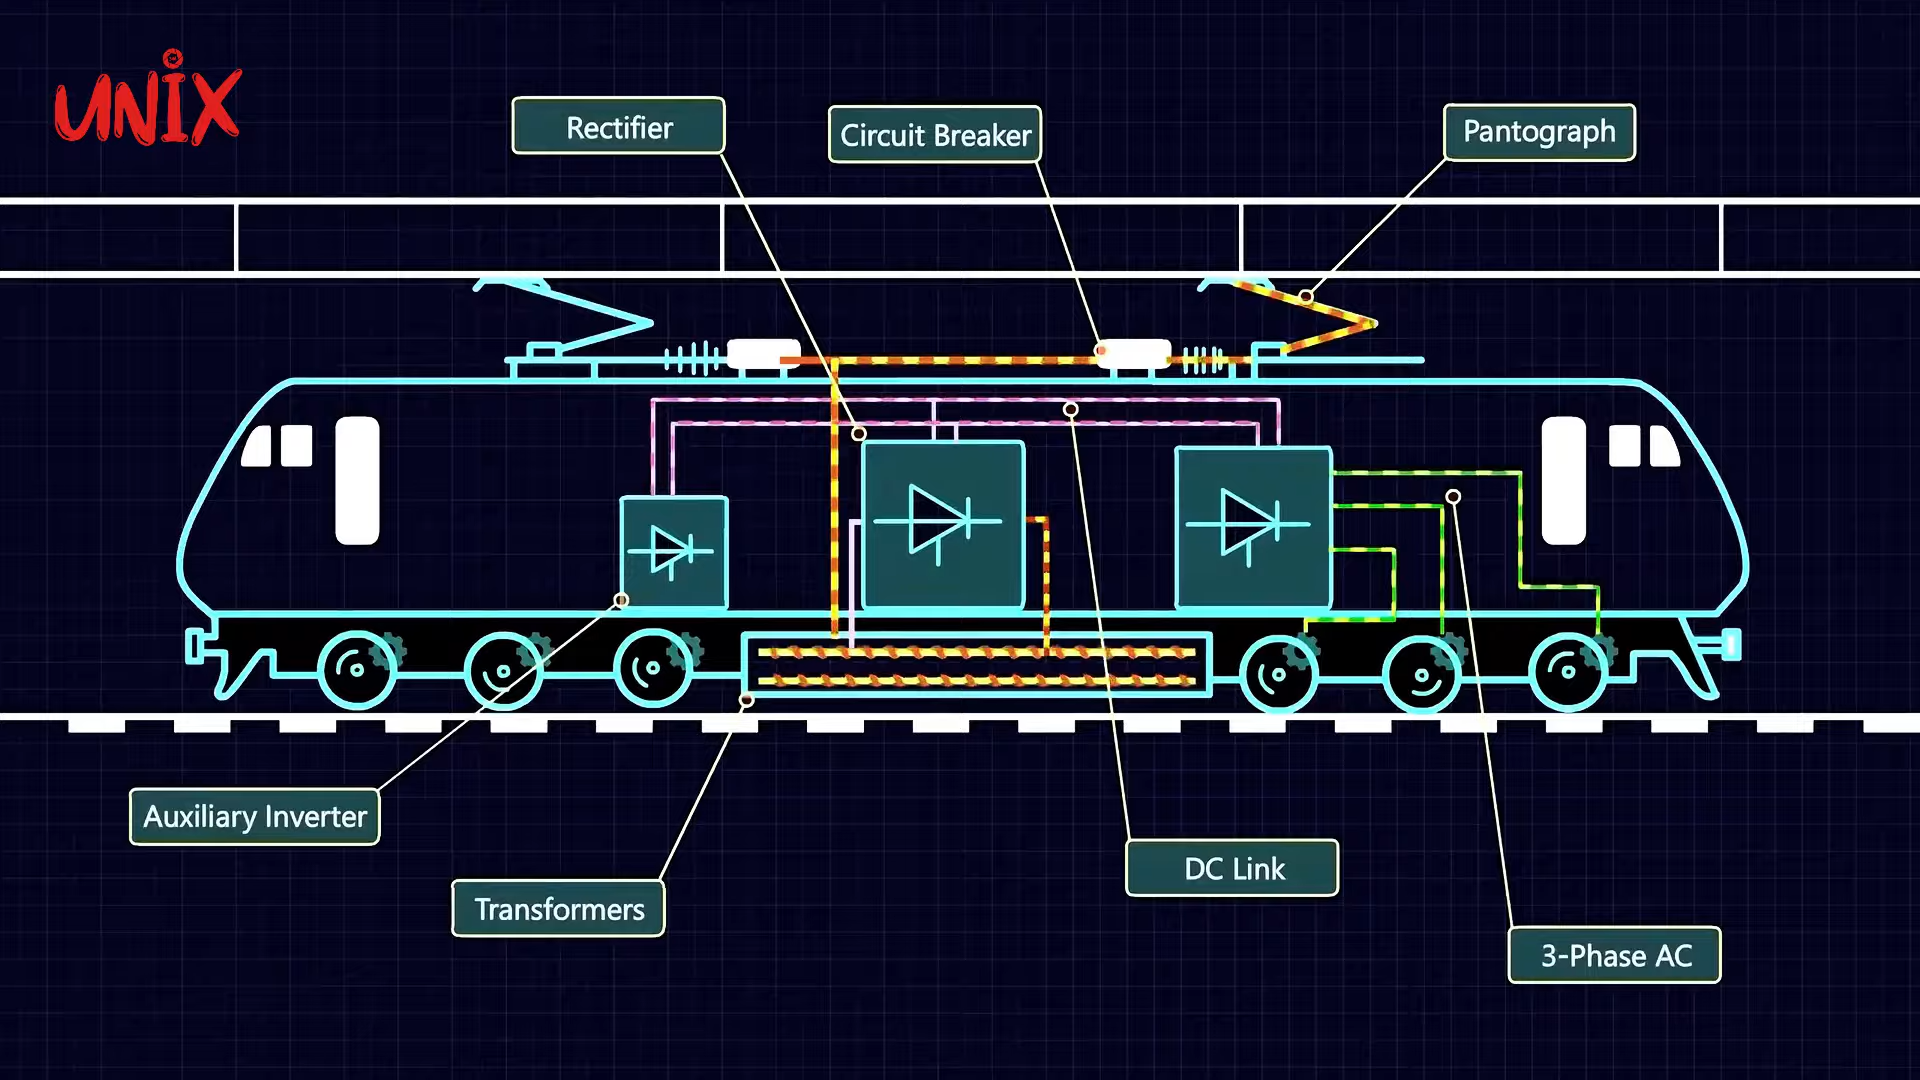 UNiX
Rectifier
Circuit Breaker
Pantograph
Auxiliary Inverter
Transformers
DC Link
3-Phase AC